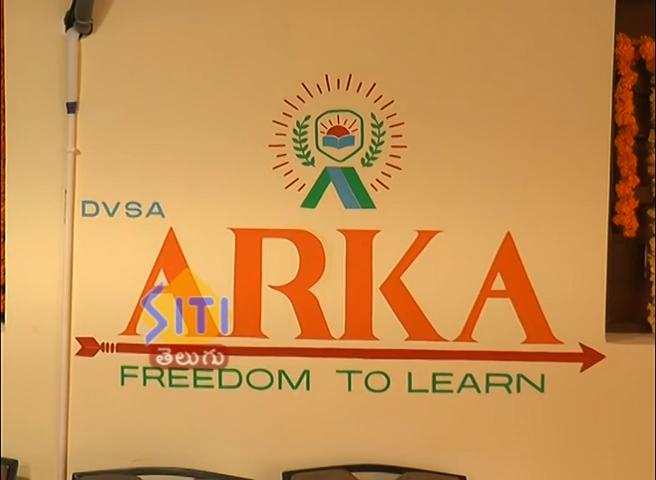 DVSA
ARKA
SITI
తెలుగు
FREEDOM TO LEARN